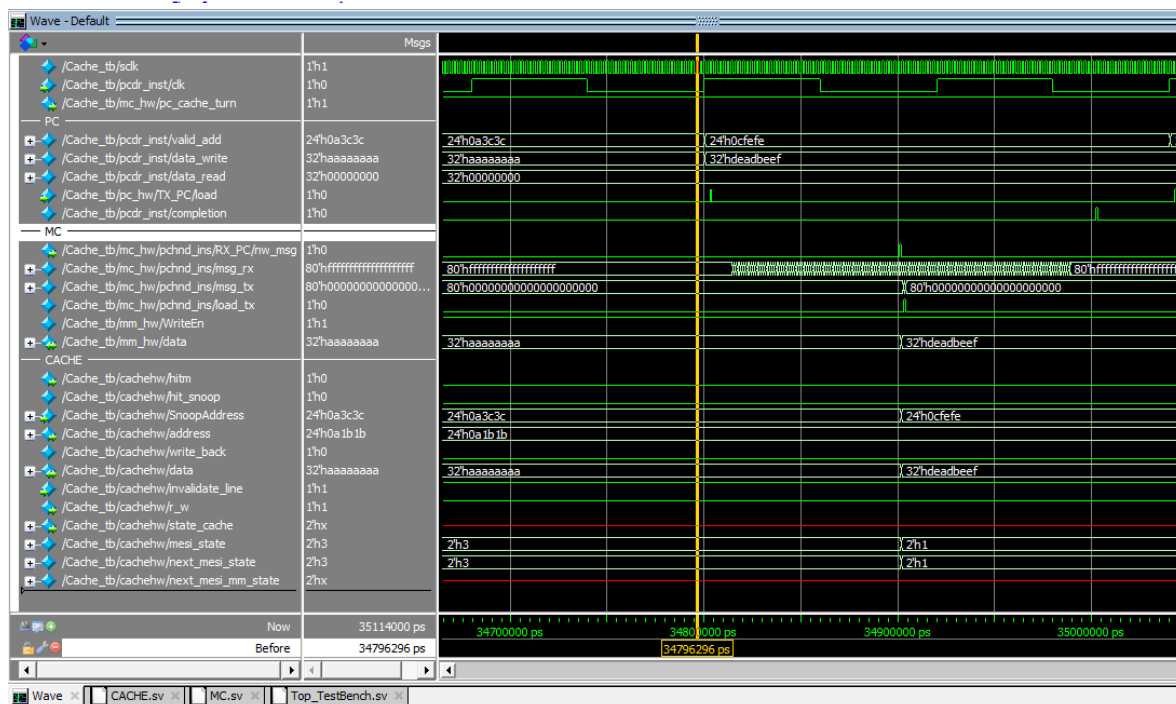 Wave - Default
Msgs
/Cache_tb/sclk 1'h1
/Cache_tb/pcdr_inst/clk 1'h0
/Cache_tb/mc_hw/pc_cache_turn 1'h1
PC
/Cache_tb/pcdr_inst/valid_add 24'h0a3c3c 24'h0a3c3c 24'h0cfefe
/Cache_tb/pcdr_inst/data_write 32'haaaaaaaa 32'haaaaaaaa 32'hdeadbeef
/Cache_tb/pcdr_inst/data_read 32'h00000000 32'h00000000
/Cache_tb/pc_hw/TX_PC/load 1'h0
/Cache_tb/pcdr_inst/completion 1'h0
MC
/Cache_tb/mc_hw/pchnd_ins/RX_PC/nw_msg 1'h0
/Cache_tb/mc_hw/pchnd_ins/msg_rx 80'hffffffffffffffffffff 80'hffffffffffffffffffff 80'hffffffffffffffffff
/Cache_tb/mc_hw/pchnd_ins/msg_tx 80'h00000000000000... 80'h00000000000000000000 80'h00000000000000000000
/Cache_tb/mc_hw/pchnd_ins/load_tx 1'h0
/Cache_tb/mm_hw/WriteEn 1'h1
/Cache_tb/mm_hw/data 32'haaaaaaaa 32'haaaaaaaa 32'hdeadbeef
CACHE
/Cache_tb/cachehw/hitm 1'h0
/Cache_tb/cachehw/hit_snoop 1'h0
/Cache_tb/cachehw/SnoopAddress 24'h0a3c3c 24'h0a3c3c 24'h0cfefe
/Cache_tb/cachehw/address 24'h0a1b1b 24'h0a1b1b
/Cache_tb/cachehw/write_back 1'h0
/Cache_tb/cachehw/data 32'haaaaaaaa 32'haaaaaaaa 32'hdeadbeef
/Cache_tb/cachehw/invalidate_line 1'h1
/Cache_tb/cachehw/r_w 1'h1
/Cache_tb/cachehw/state_cache 2'hx
/Cache_tb/cachehw/mesi_state 2'h3 2'h3 2'h1
/Cache_tb/cachehw/next_mesi_state 2'h3 2'h3 2'h1
/Cache_tb/cachehw/next_mesi_mm_state 2'hx
Now 35114000 ps 34700000 ps 34800000 ps 34900000 ps 35000000 ps
Before 34796296 ps 34796296 ps
Wave CACHE.sv MC.sv Top_TestBench.sv